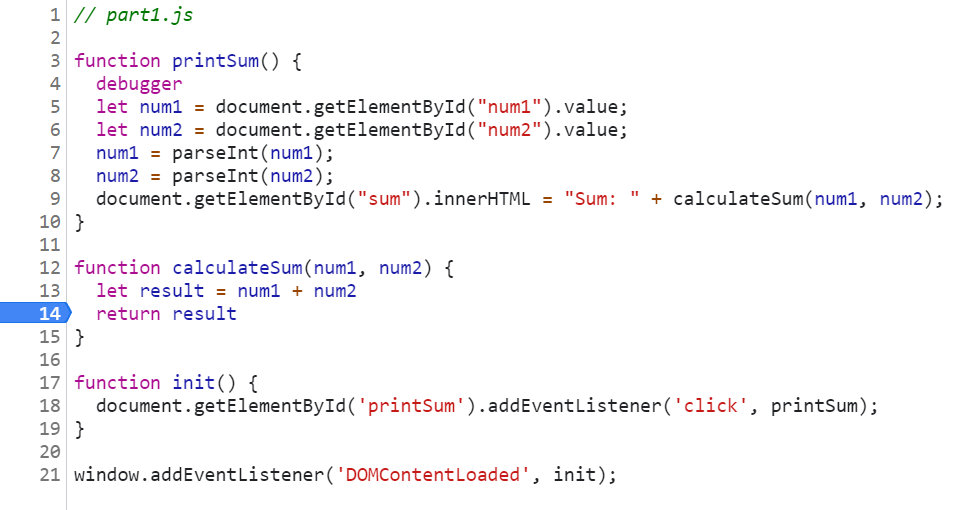 1 // part1.js
2
3 function printSum() {
4   debugger
5   let num1 = document.getElementById("num1").value;
6   let num2 = document.getElementById("num2").value;
7   num1 = parseInt(num1);
8   num2 = parseInt(num2);
9   document.getElementById("sum").innerHTML = "Sum: " + calculateSum(num1, num2);
10 }
11
12 function calculateSum(num1, num2) {
13   let result = num1 + num2
14   return result
15 }
16
17 function init() {
18   document.getElementById('printSum').addEventListener('click', printSum);
19 }
20
21 window.addEventListener('DOMContentLoaded', init);